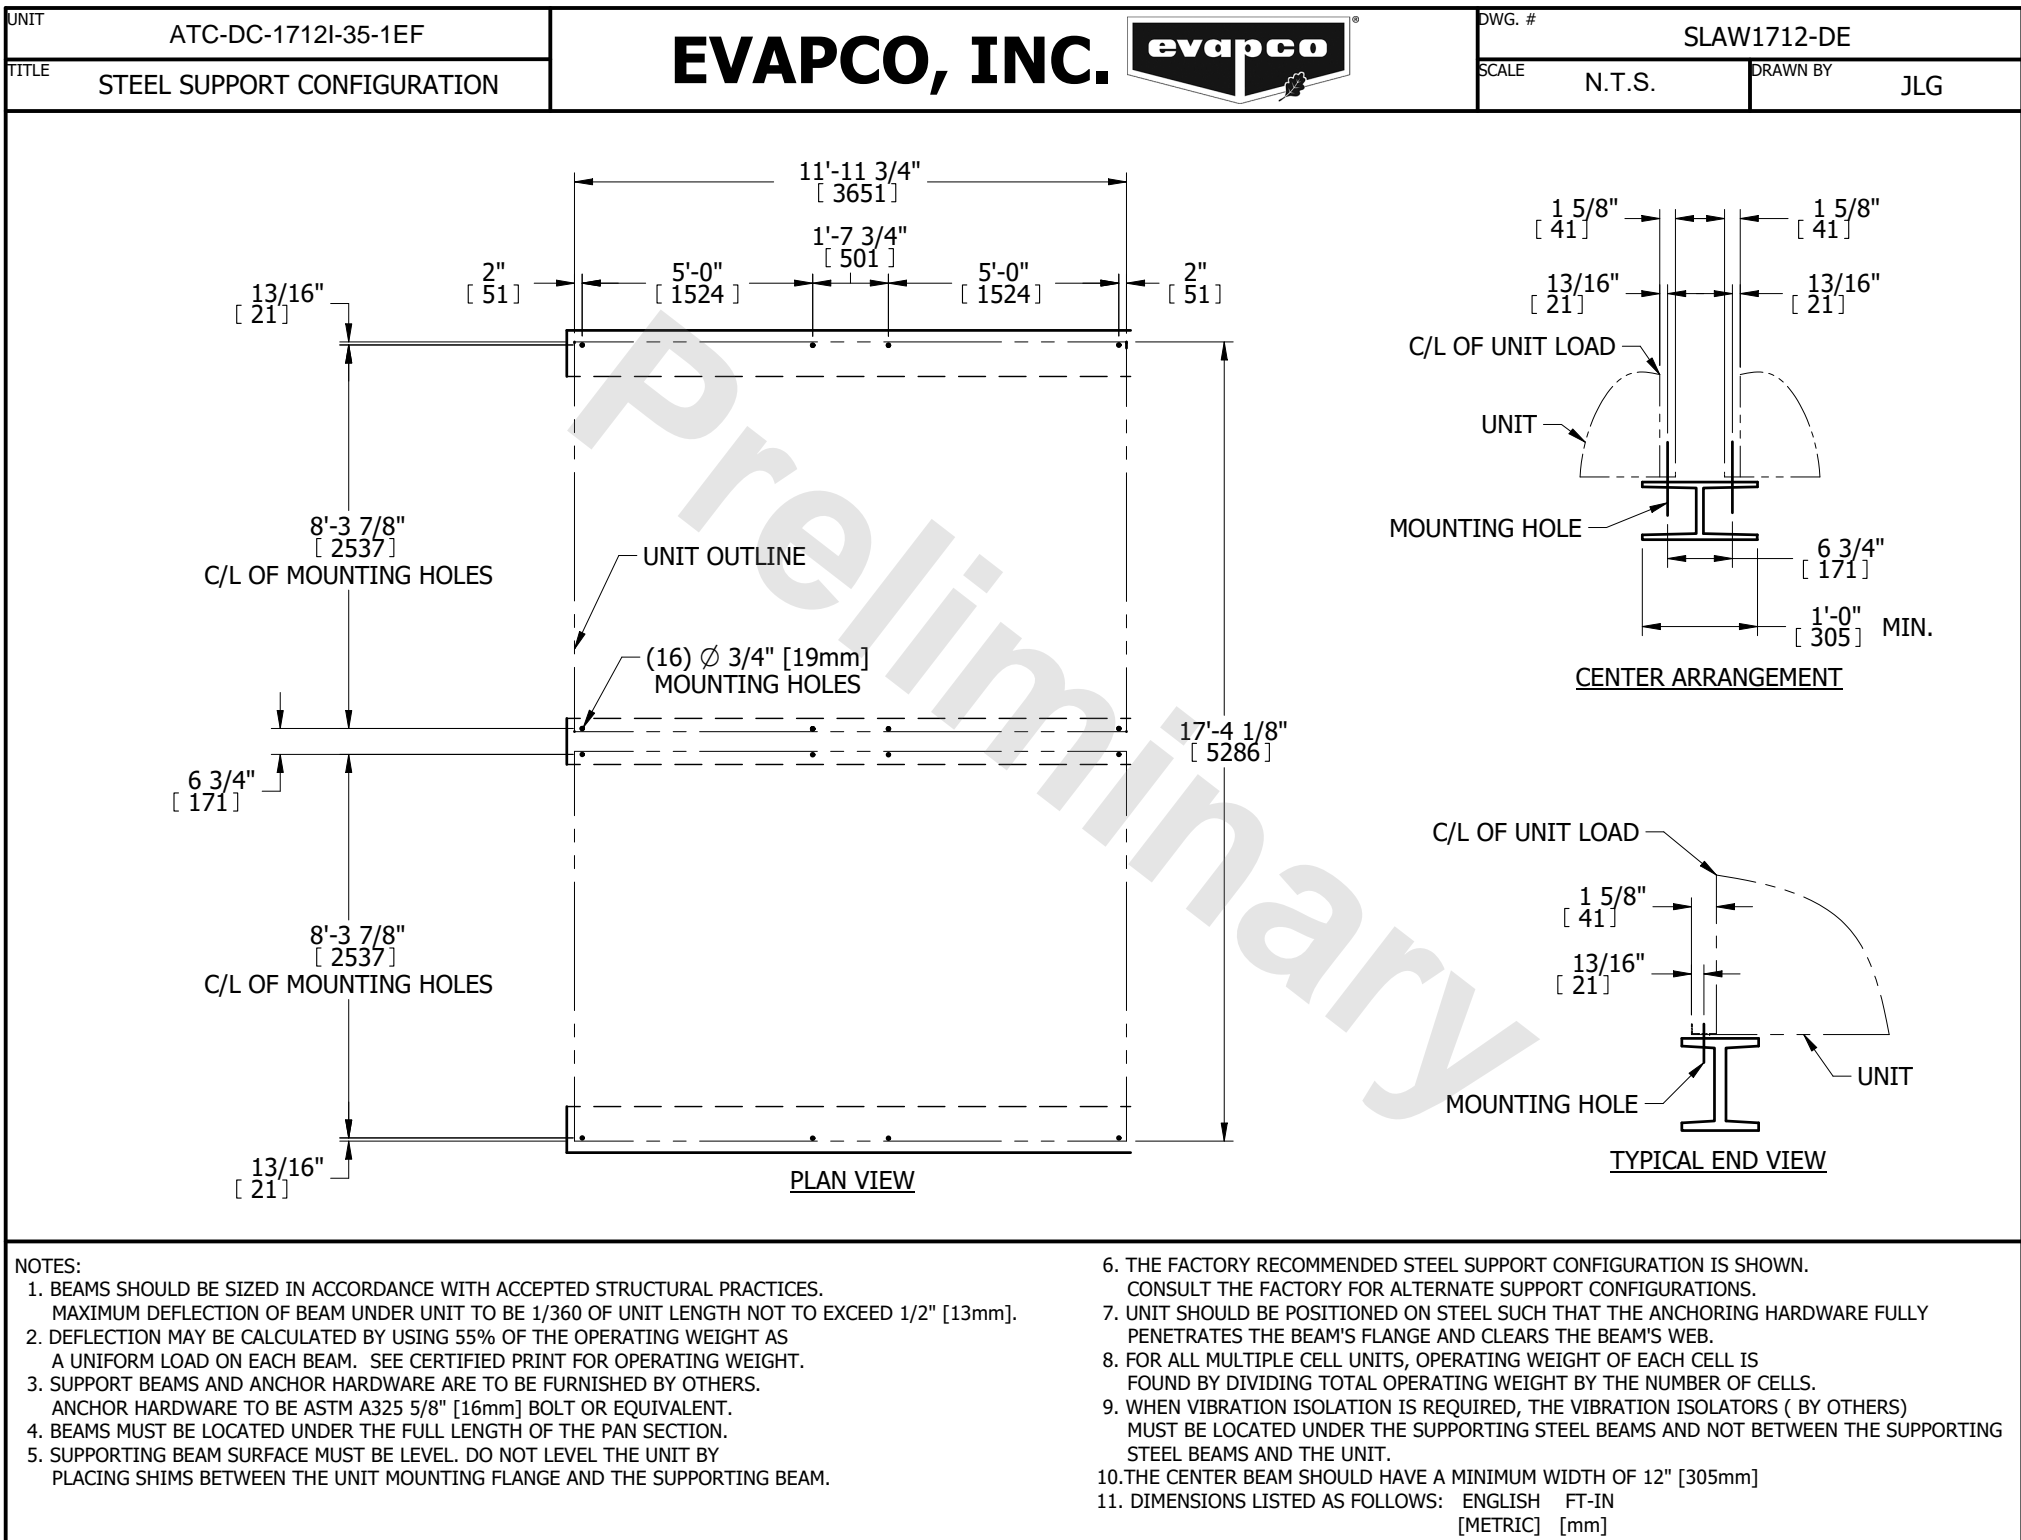 UNIT
ATC-DC-1712I-35-1EF
TITLE
STEEL SUPPORT CONFIGURATION
EVAPCO, INC.
evapco
®
DWG. #
SLAW1712-DE
SCALE
N.T.S.
DRAWN BY
JLG
11'-11 3/4"
[ 3651 ]
1'-7 3/4"
[ 501 ]
2"
[ 51 ]
5'-0"
[ 1524 ]
5'-0"
[ 1524 ]
2"
[ 51 ]
13/16"
[ 21 ]
8'-3 7/8"
[ 2537 ]
C/L OF MOUNTING HOLES
UNIT OUTLINE
(16) Ø 3/4" [19mm]
MOUNTING HOLES
6 3/4"
[ 171 ]
17'-4 1/8"
[ 5286 ]
8'-3 7/8"
[ 2537 ]
C/L OF MOUNTING HOLES
13/16"
[ 21 ]
PLAN VIEW
Preliminary
1 5/8"
[ 41 ]
1 5/8"
[ 41 ]
13/16"
[ 21 ]
13/16"
[ 21 ]
C/L OF UNIT LOAD
UNIT
MOUNTING HOLE
6 3/4"
[ 171 ]
1'-0"
[ 305 ] MIN.
CENTER ARRANGEMENT
C/L OF UNIT LOAD
1 5/8"
[ 41 ]
13/16"
[ 21 ]
UNIT
MOUNTING HOLE
TYPICAL END VIEW
NOTES:
1. BEAMS SHOULD BE SIZED IN ACCORDANCE WITH ACCEPTED STRUCTURAL PRACTICES.
MAXIMUM DEFLECTION OF BEAM UNDER UNIT TO BE 1/360 OF UNIT LENGTH NOT TO EXCEED 1/2" [13mm].
2. DEFLECTION MAY BE CALCULATED BY USING 55% OF THE OPERATING WEIGHT AS
A UNIFORM LOAD ON EACH BEAM. SEE CERTIFIED PRINT FOR OPERATING WEIGHT.
3. SUPPORT BEAMS AND ANCHOR HARDWARE ARE TO BE FURNISHED BY OTHERS.
ANCHOR HARDWARE TO BE ASTM A325 5/8" [16mm] BOLT OR EQUIVALENT.
4. BEAMS MUST BE LOCATED UNDER THE FULL LENGTH OF THE PAN SECTION.
5. SUPPORTING BEAM SURFACE MUST BE LEVEL. DO NOT LEVEL THE UNIT BY
PLACING SHIMS BETWEEN THE UNIT MOUNTING FLANGE AND THE SUPPORTING BEAM.
6. THE FACTORY RECOMMENDED STEEL SUPPORT CONFIGURATION IS SHOWN.
CONSULT THE FACTORY FOR ALTERNATE SUPPORT CONFIGURATIONS.
7. UNIT SHOULD BE POSITIONED ON STEEL SUCH THAT THE ANCHORING HARDWARE FULLY
PENETRATES THE BEAM'S FLANGE AND CLEARS THE BEAM'S WEB.
8. FOR ALL MULTIPLE CELL UNITS, OPERATING WEIGHT OF EACH CELL IS
FOUND BY DIVIDING TOTAL OPERATING WEIGHT BY THE NUMBER OF CELLS.
9. WHEN VIBRATION ISOLATION IS REQUIRED, THE VIBRATION ISOLATORS ( BY OTHERS)
MUST BE LOCATED UNDER THE SUPPORTING STEEL BEAMS AND NOT BETWEEN THE SUPPORTING
STEEL BEAMS AND THE UNIT.
10.THE CENTER BEAM SHOULD HAVE A MINIMUM WIDTH OF 12" [305mm]
11. DIMENSIONS LISTED AS FOLLOWS: ENGLISH FT-IN
[METRIC] [mm]